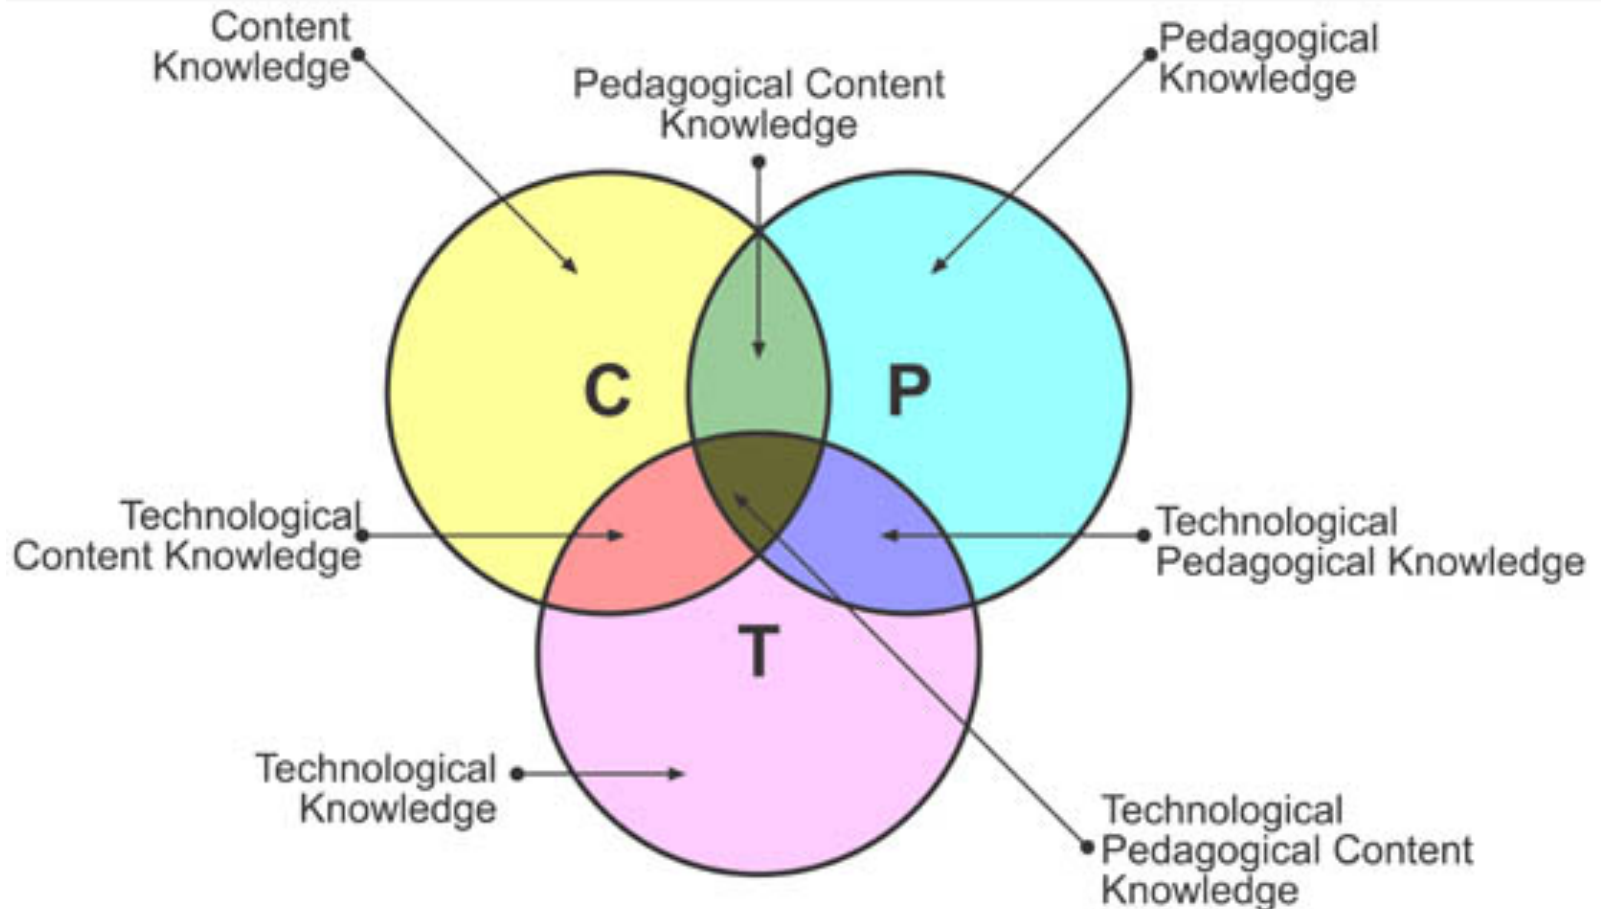 Content
Knowledge
Pedagogical Content
Knowledge
Pedagogical
Knowledge
C
P
Technological
Content Knowledge
Technological
Pedagogical Knowledge
T
Technological
Knowledge
Technological
Pedagogical Content
Knowledge